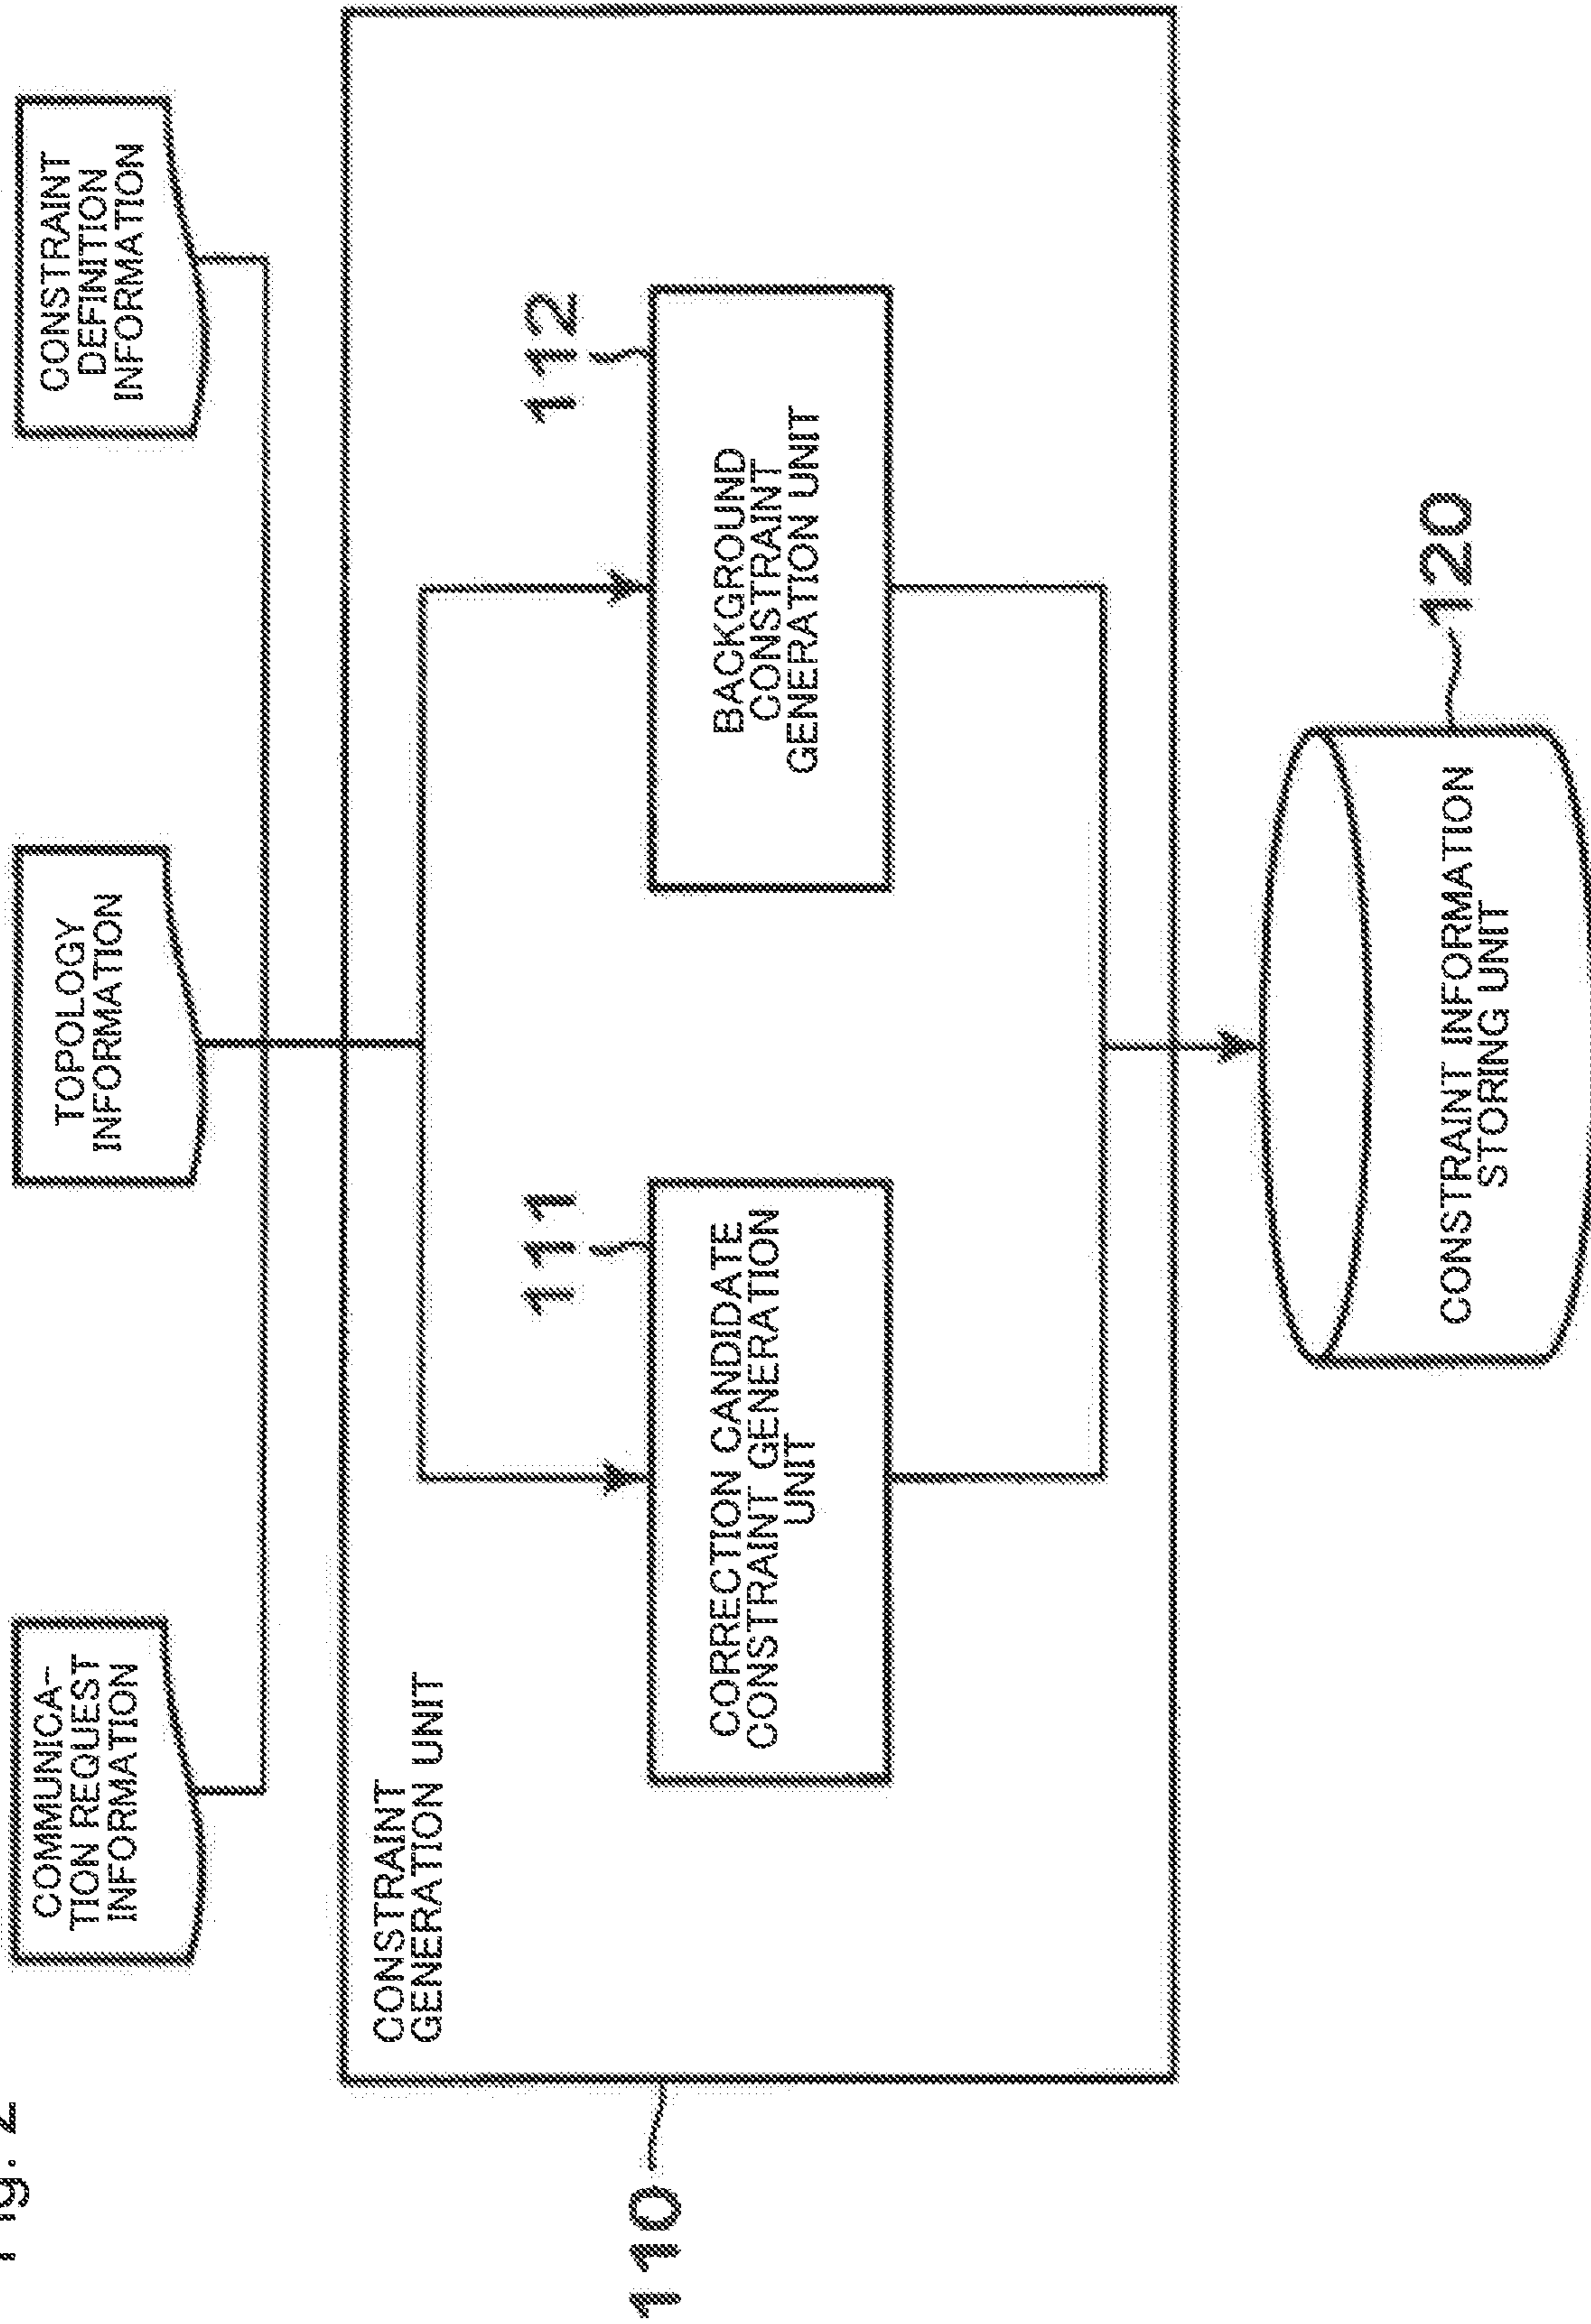 Fig. 2
COMMUNICA-
TION REQUEST
INFORMATION
TOPOLOGY
INFORMATION
CONSTRAINT
DEFINITION
INFORMATION
110
CONSTRAINT
GENERATION UNIT
111
CORRECTION CANDIDATE
CONSTRAINT GENERATION
UNIT
112
BACKGROUND
CONSTRAINT
GENERATION UNIT
120
CONSTRAINT INFORMATION
STORING UNIT